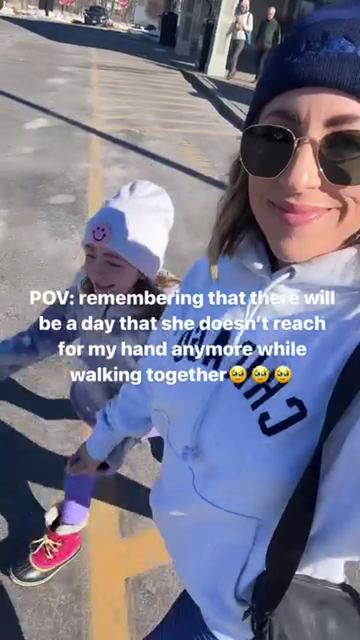 POV: remembering that there will
be a day that she doesn't reach
for my hand anymore while
walking together🥹🥹🥹